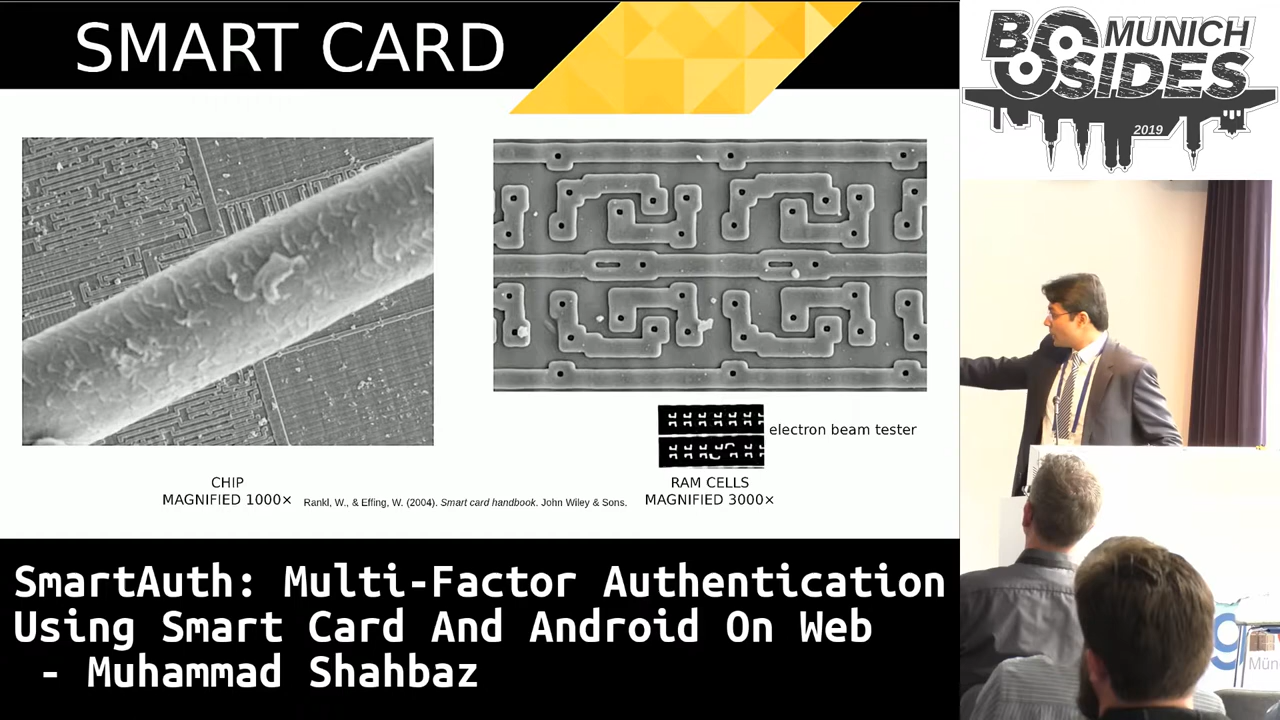 SMART CARD
electron beam tester
CHIP
MAGNIFIED 1000×
Rankl, W., & Effing, W. (2004). Smart card handbook. John Wiley & Sons.
RAM CELLS
MAGNIFIED 3000×
BSIDES MUNICH
2019
SmartAuth: Multi-Factor Authentication
Using Smart Card And Android On Web
- Muhammad Shahbaz
g
Mün